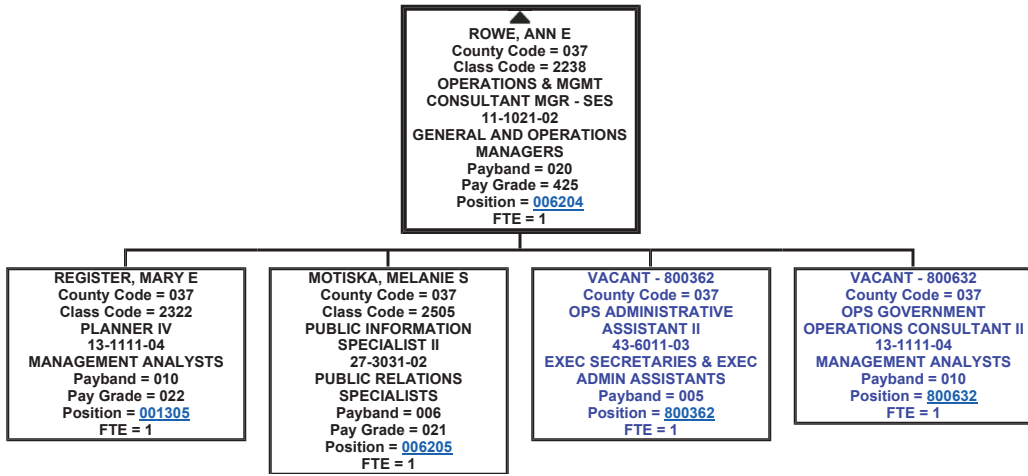 ROWE, ANN E
County Code = 037
Class Code = 2238
OPERATIONS & MGMT
CONSULTANT MGR - SES
11-1021-02
GENERAL AND OPERATIONS
MANAGERS
Payband = 020
Pay Grade = 425
Position = 006204
FTE = 1
REGISTER, MARY E
County Code = 037
Class Code = 2322
PLANNER IV
13-1111-04
MANAGEMENT ANALYSTS
Payband = 010
Pay Grade = 022
Position = 001305
FTE = 1
MOTISKA, MELANIE S
County Code = 037
Class Code = 2505
PUBLIC INFORMATION
SPECIALIST II
27-3031-02
PUBLIC RELATIONS
SPECIALISTS
Payband = 006
Pay Grade = 021
Position = 006205
FTE = 1
VACANT - 800362
County Code = 037
OPS ADMINISTRATIVE
ASSISTANT II
43-6011-03
EXEC SECRETARIES & EXEC
ADMIN ASSISTANTS
Payband = 005
Position = 800362
FTE = 1
VACANT - 800632
County Code = 037
OPS GOVERNMENT
OPERATIONS CONSULTANT II
13-1111-04
MANAGEMENT ANALYSTS
Payband = 010
Position = 800632
FTE = 1